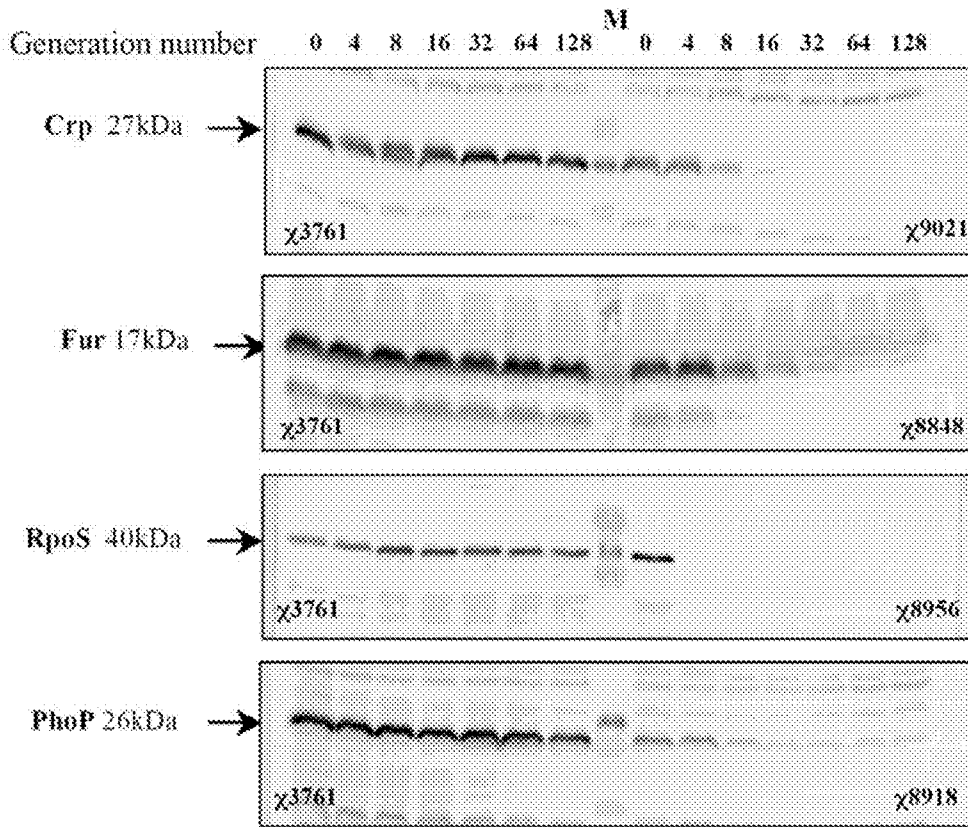 M
Generation number 0 4 8 16 32 64 128 0 4 8 16 32 64 128
Crp 27kDa
χ3761 χ9021
Fur 17kDa
χ3761 χ8848
RpoS 40kDa
χ3761 χ8956
PhoP 26kDa
χ3761 χ8918